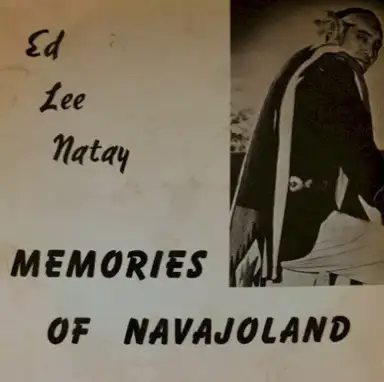 Ed
Lee
Natay
MEMORIES
OF NAVAJOLAND